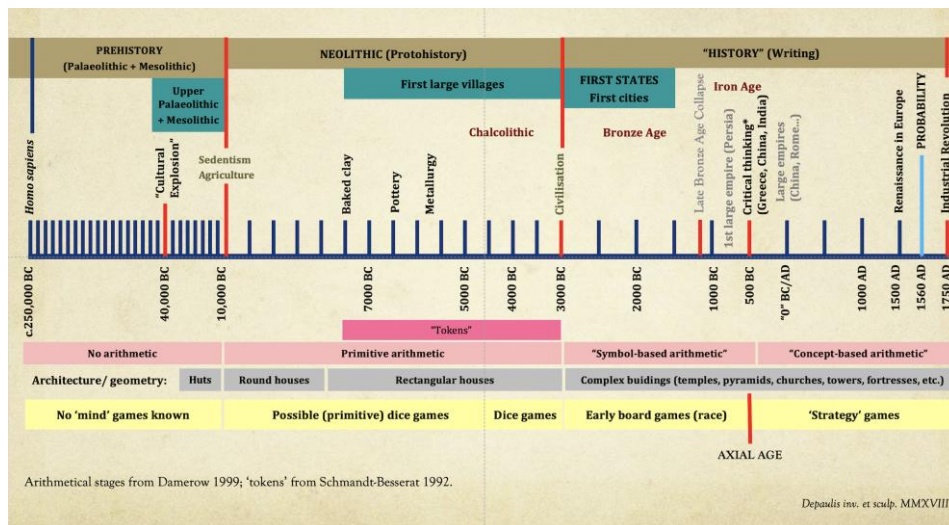 PREHISTORY
(Palaeolithic + Mesolithic)
NEOLITHIC (Protohistory)
"HISTORY" (Writing)
Upper
Palaeolithic
+ Mesolithic
First large villages
FIRST STATES
First cities
Iron Age
Chalcolithic
Bronze Age
Homo sapiens
"Cultural
Explosion"
Sedentism
Agriculture
Baked clay
Pottery
Metallurgy
Civilisation
Late Bronze Age Collapse
1st large empire (Persia)
Critical thinking*
(Greece, China, India)
Large empires
(China, Rome...)
Renaissance in Europe
PROBABILITY
Industrial Revolution
c.250,000 BC
40,000 BC
10,000 BC
7000 BC
5000 BC
4000 BC
3000 BC
2000 BC
1000 BC
500 BC
"0" BC/AD
1000 AD
1500 AD
1560 AD
1750 AD
"Tokens"
No arithmetic
Primitive arithmetic
"Symbol-based arithmetic"
"Concept-based arithmetic"
Architecture/ geometry:
Huts
Round houses
Rectangular houses
Complex buidings (temples, pyramids, churches, towers, fortresses, etc.)
No 'mind' games known
Possible (primitive) dice games
Dice games
Early board games (race)
'Strategy' games
AXIAL AGE
Arithmetical stages from Damerow 1999; 'tokens' from Schmandt-Besserat 1992.
Depaulis inv. et sculp. MMXVIII